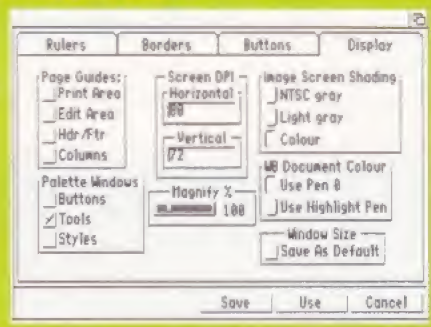 Rulers
Borders
Buttons
Display
Page Guides:
Print Area
Edit Area
Hdr/Ftr
Columns
Palette Windows
Buttons
Tools
Styles
Screen DPI
Horizontal
Vertical
72
Magnify %
100
Image Screen Shading
NTSC gray
Light gray
Colour
WB Document Colour
Use Pen 0
Use Highlight Pen
Window Size
Save As Default
Save
Use
Cancel